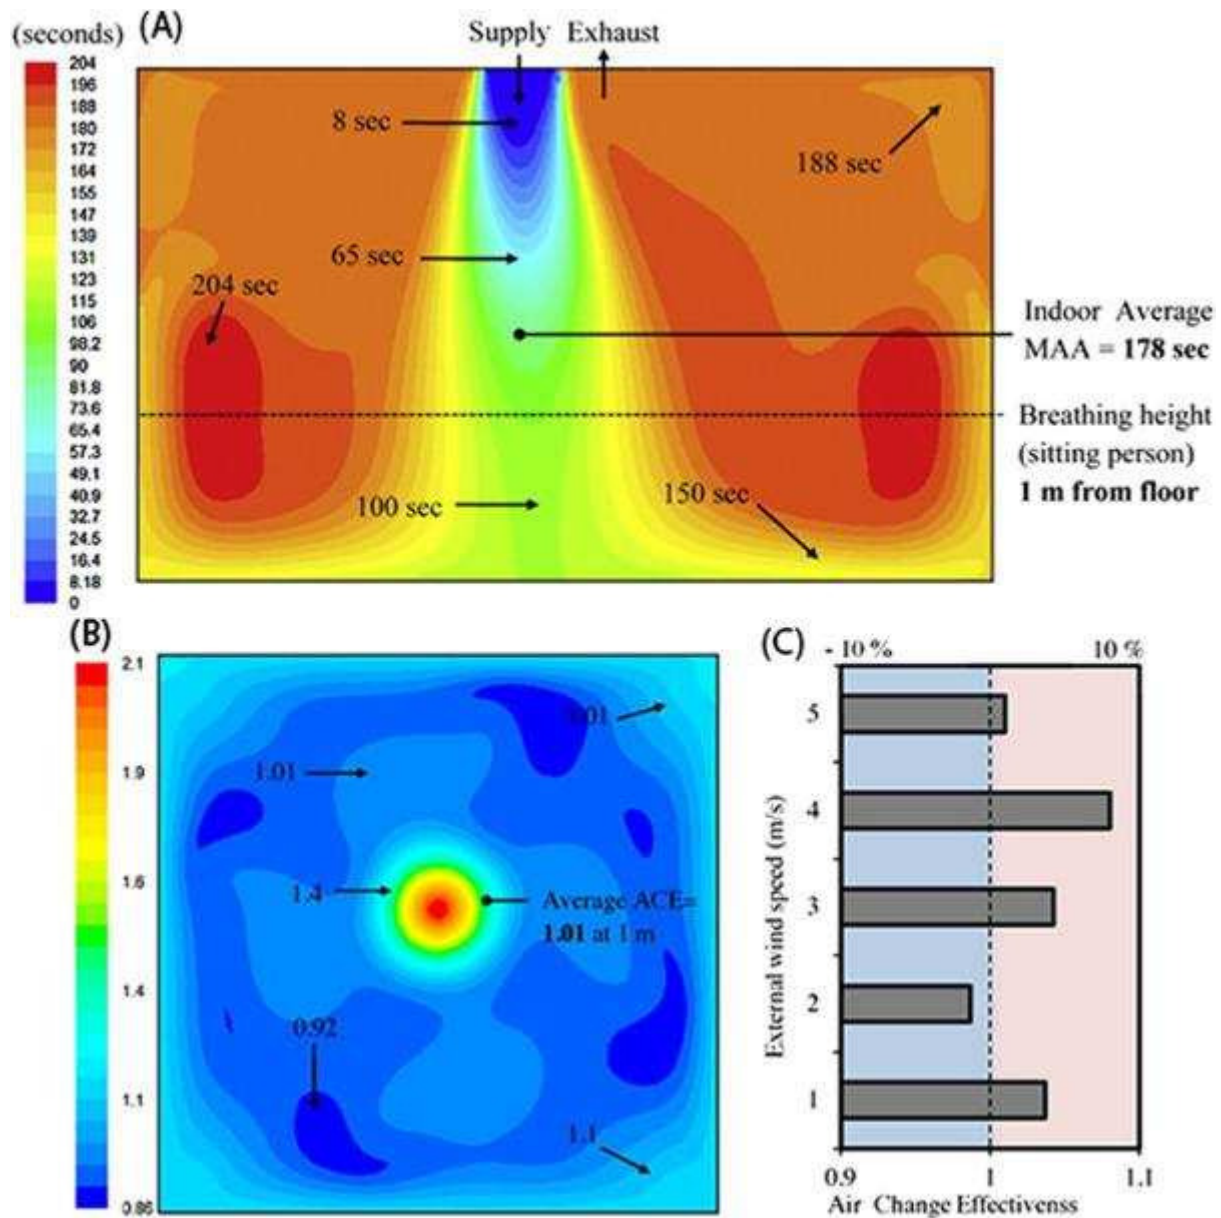 (seconds) (A)
Supply Exhaust
204
196
188
180
172
164
155
147
139
131
123
115
106
98.2
90
81.8
73.6
65.4
57.3
49.1
40.9
32.7
24.5
16.4
8.18
0
8 sec
188 sec
65 sec
204 sec
Indoor Average
MAA = 178 sec
Breathing height
(sitting person)
1 m from floor
150 sec
100 sec
(B)
2.1
1.9
1.6
1.4
1.1
0.86
1.01
1.4
Average ACE=
1.01 at 1 m
0.92
1.1
(C)
- 10 %
10 %
5
4
3
2
1
External wind speed (m/s)
0.9
1
1.1
Air Change Effectivenss